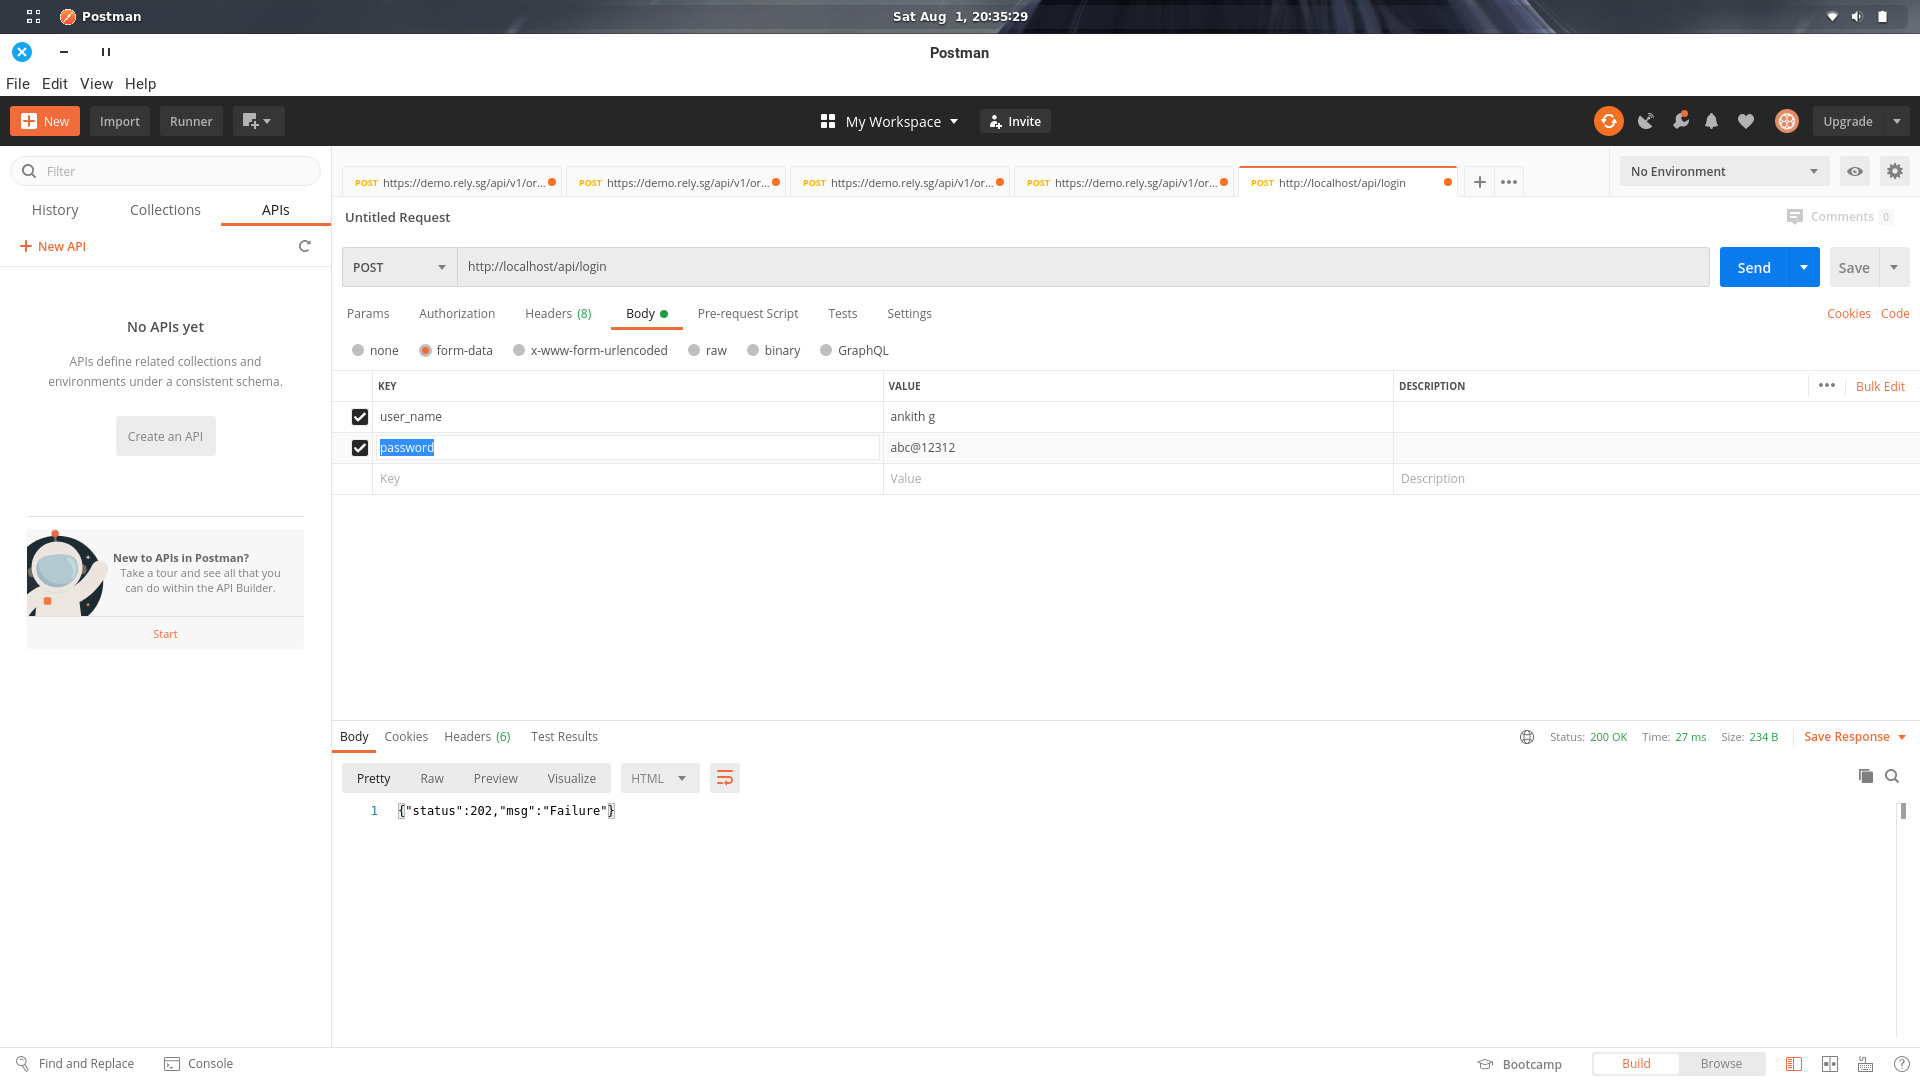 Postman
Sat Aug 1, 20:35:29
Postman
File Edit View Help
New Import Runner
My Workspace
Invite
Upgrade
Filter
History Collections APIs
New API
No APIs yet
APIs define related collections and
environments under a consistent schema.
Create an API
New to APIs in Postman?
Take a tour and see all that you
can do within the API Builder.
Start
POST https://demo.rely.sg/api/v1/or... POST https://demo.rely.sg/api/v1/or... POST https://demo.rely.sg/api/v1/or... POST https://demo.rely.sg/api/v1/or... POST http://localhost/api/login
No Environment
Untitled Request
Comments 0
POST http://localhost/api/login
Send Save
Params Authorization Headers (8) Body Pre-request Script Tests Settings
Cookies Code
none form-data x-www-form-urlencoded raw binary GraphQL
KEY VALUE DESCRIPTION
Bulk Edit
user_name ankith g
password abc@12312
Key Value Description
Body Cookies Headers (6) Test Results
Status: 200 OK Time: 27 ms Size: 234 B Save Response
Pretty Raw Preview Visualize HTML
1 {"status":202,"msg":"Failure"}
Find and Replace Console
Bootcamp Build Browse